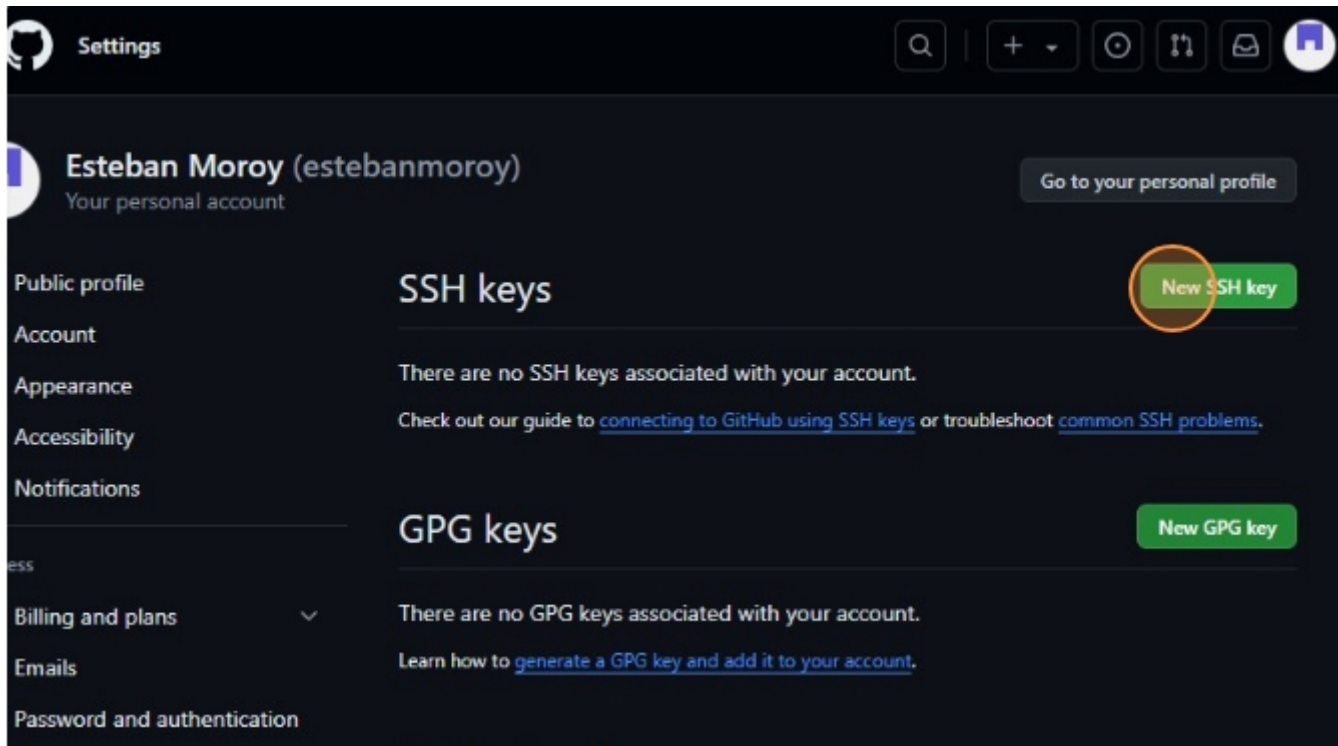 Settings
Esteban Moroy (estebanmoroy)
Your personal account
Go to your personal profile
Public profile
Account
Appearance
Accessibility
Notifications
ess
Billing and plans
Emails
Password and authentication
SSH keys
New SSH key
There are no SSH keys associated with your account.
Check out our guide to connecting to GitHub using SSH keys or troubleshoot common SSH problems.
GPG keys
New GPG key
There are no GPG keys associated with your account.
Learn how to generate a GPG key and add it to your account.